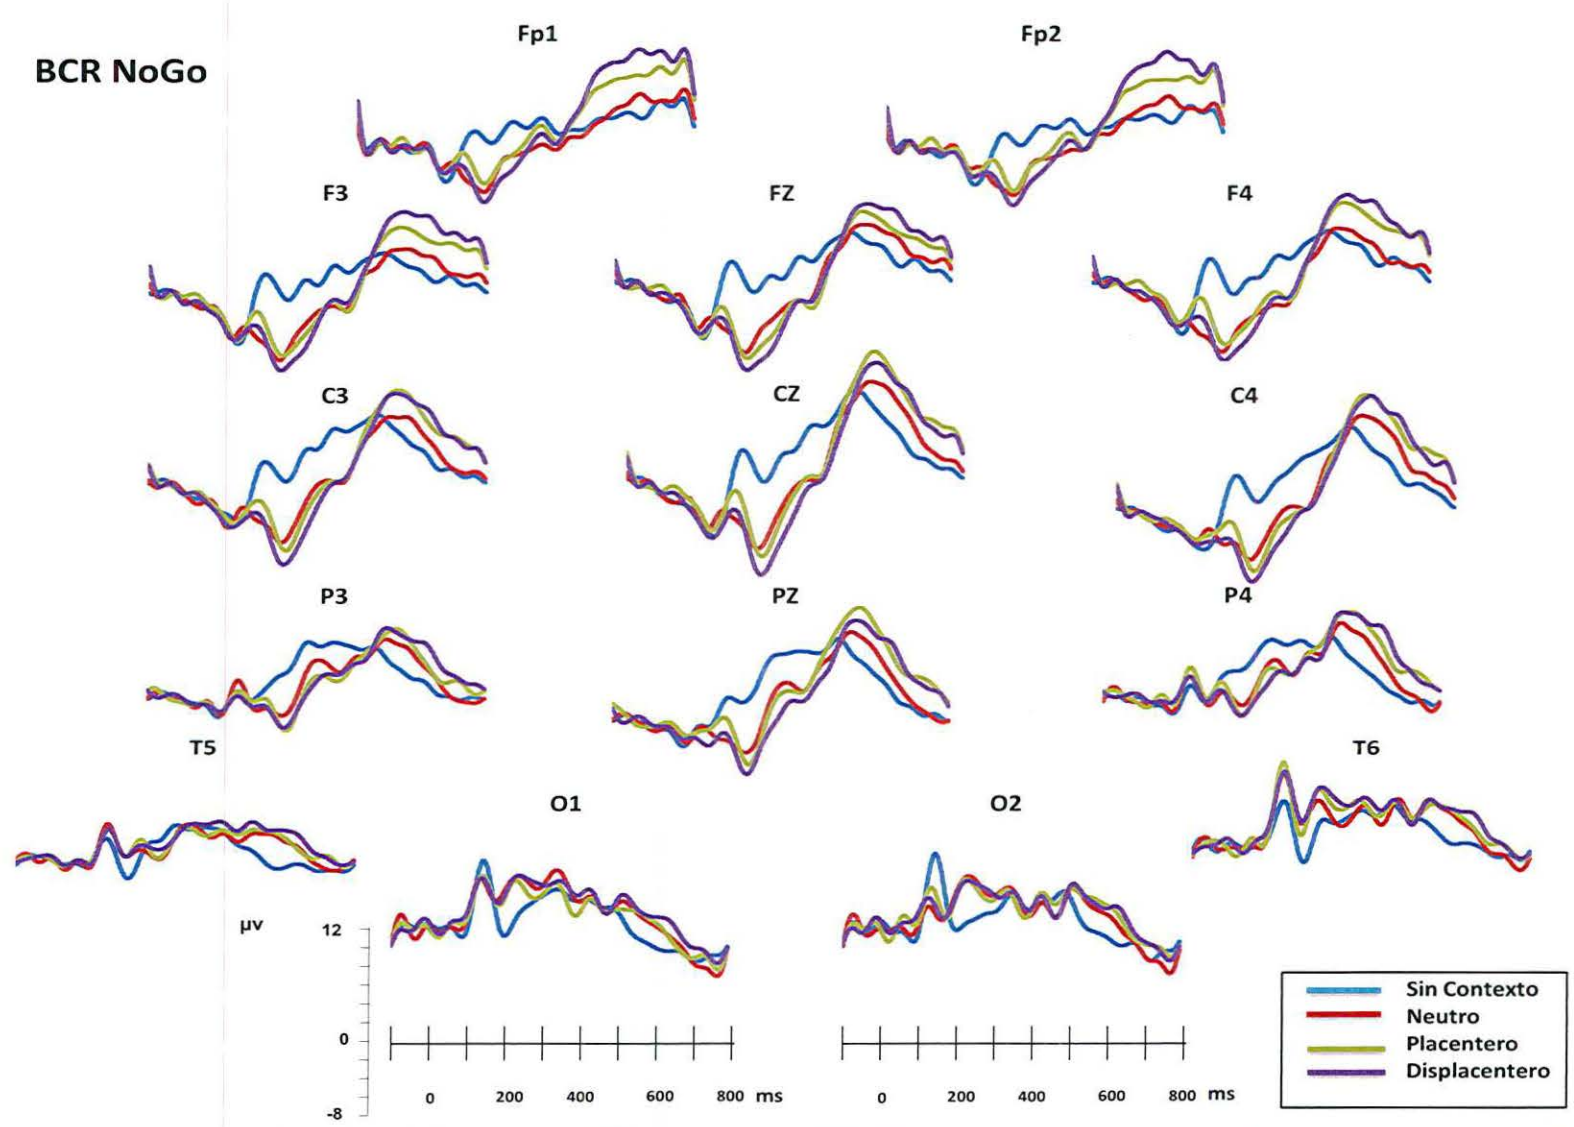 Fp1
Fp2
BCR NoGo
F3
FZ
F4
C3
CZ
C4
P3
PZ
P4
T5
T6
O1
O2
µv
12
0
-8
0 200 400 600 800 ms
0 200 400 600 800 ms
Sin Contexto
Neutro
Placentero
Displacentero